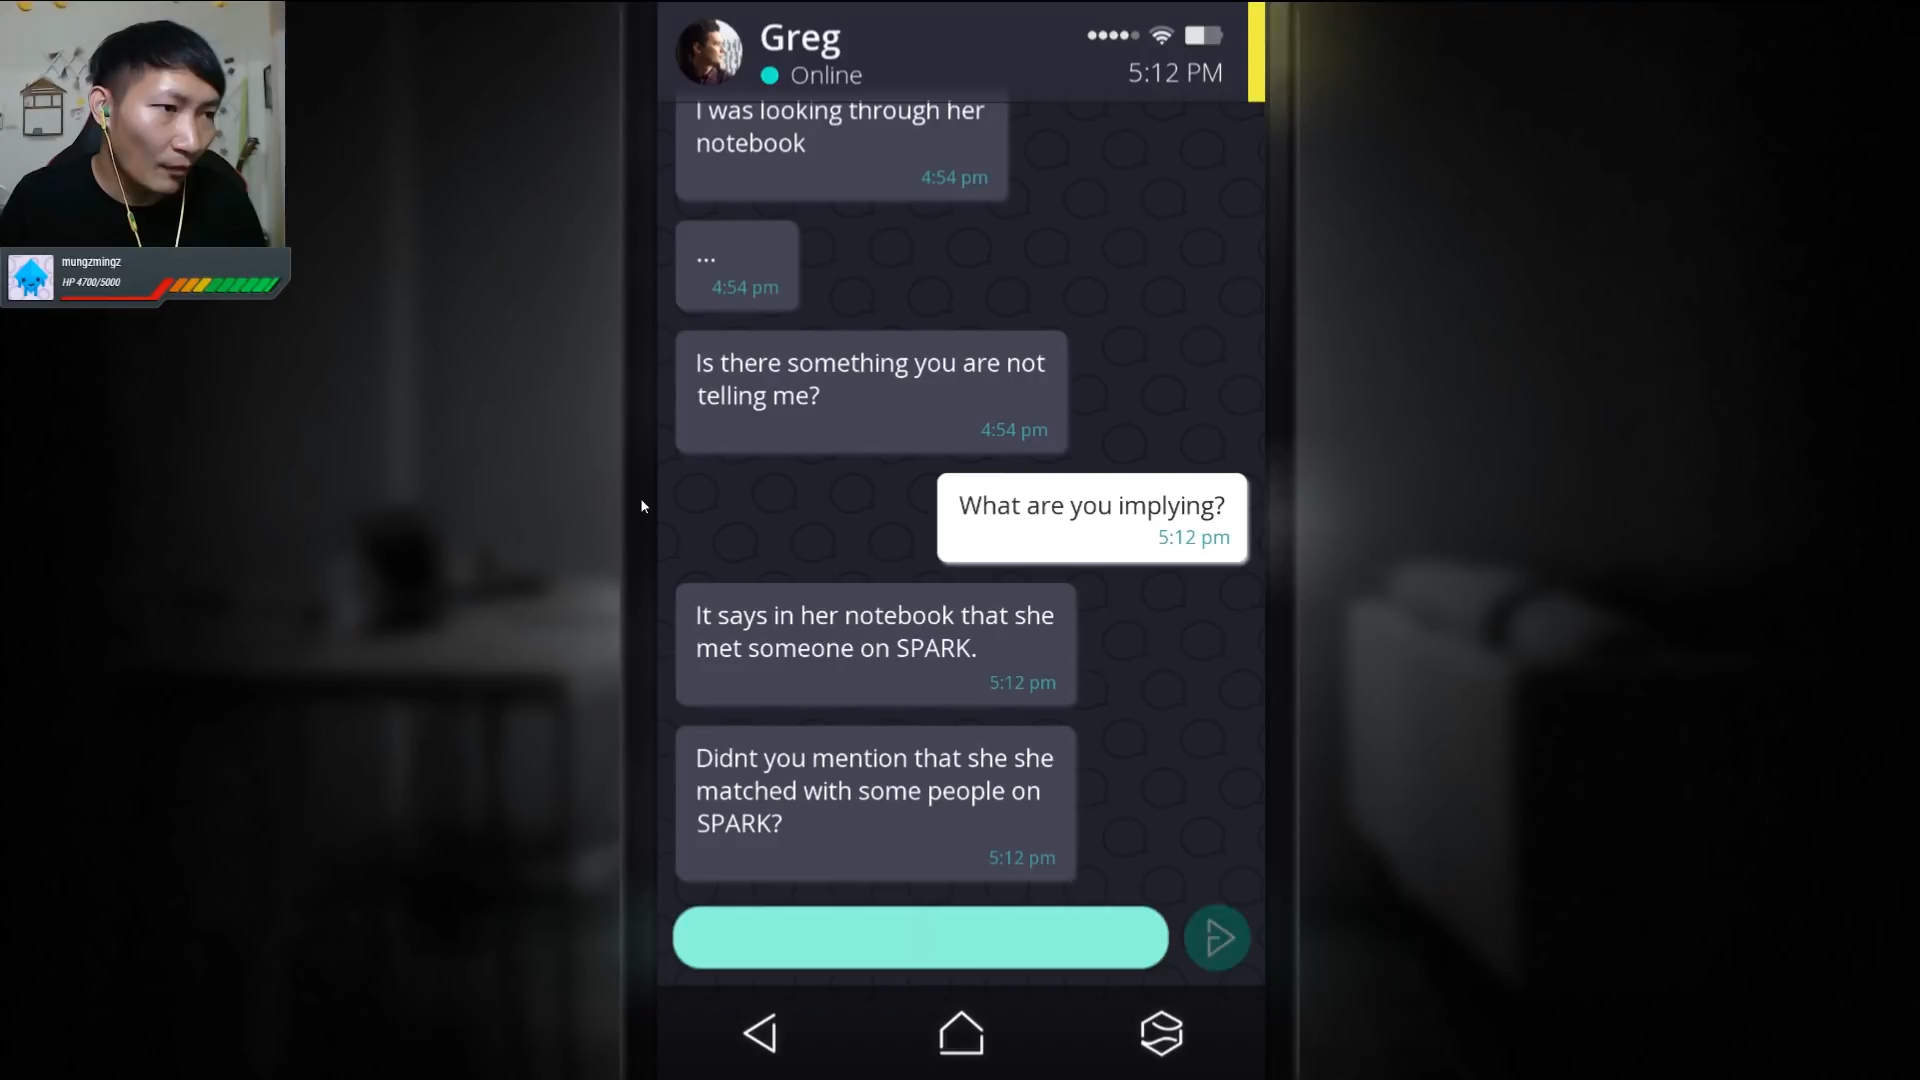 Greg
Online
5:12 PM
I was looking through her
notebook
4:54 pm
...
4:54 pm
Is there something you are not
telling me?
4:54 pm
What are you implying?
5:12 pm
It says in her notebook that she
met someone on SPARK.
5:12 pm
Didnt you mention that she she
matched with some people on
SPARK?
5:12 pm
mungzmingz
HP 4700/5000